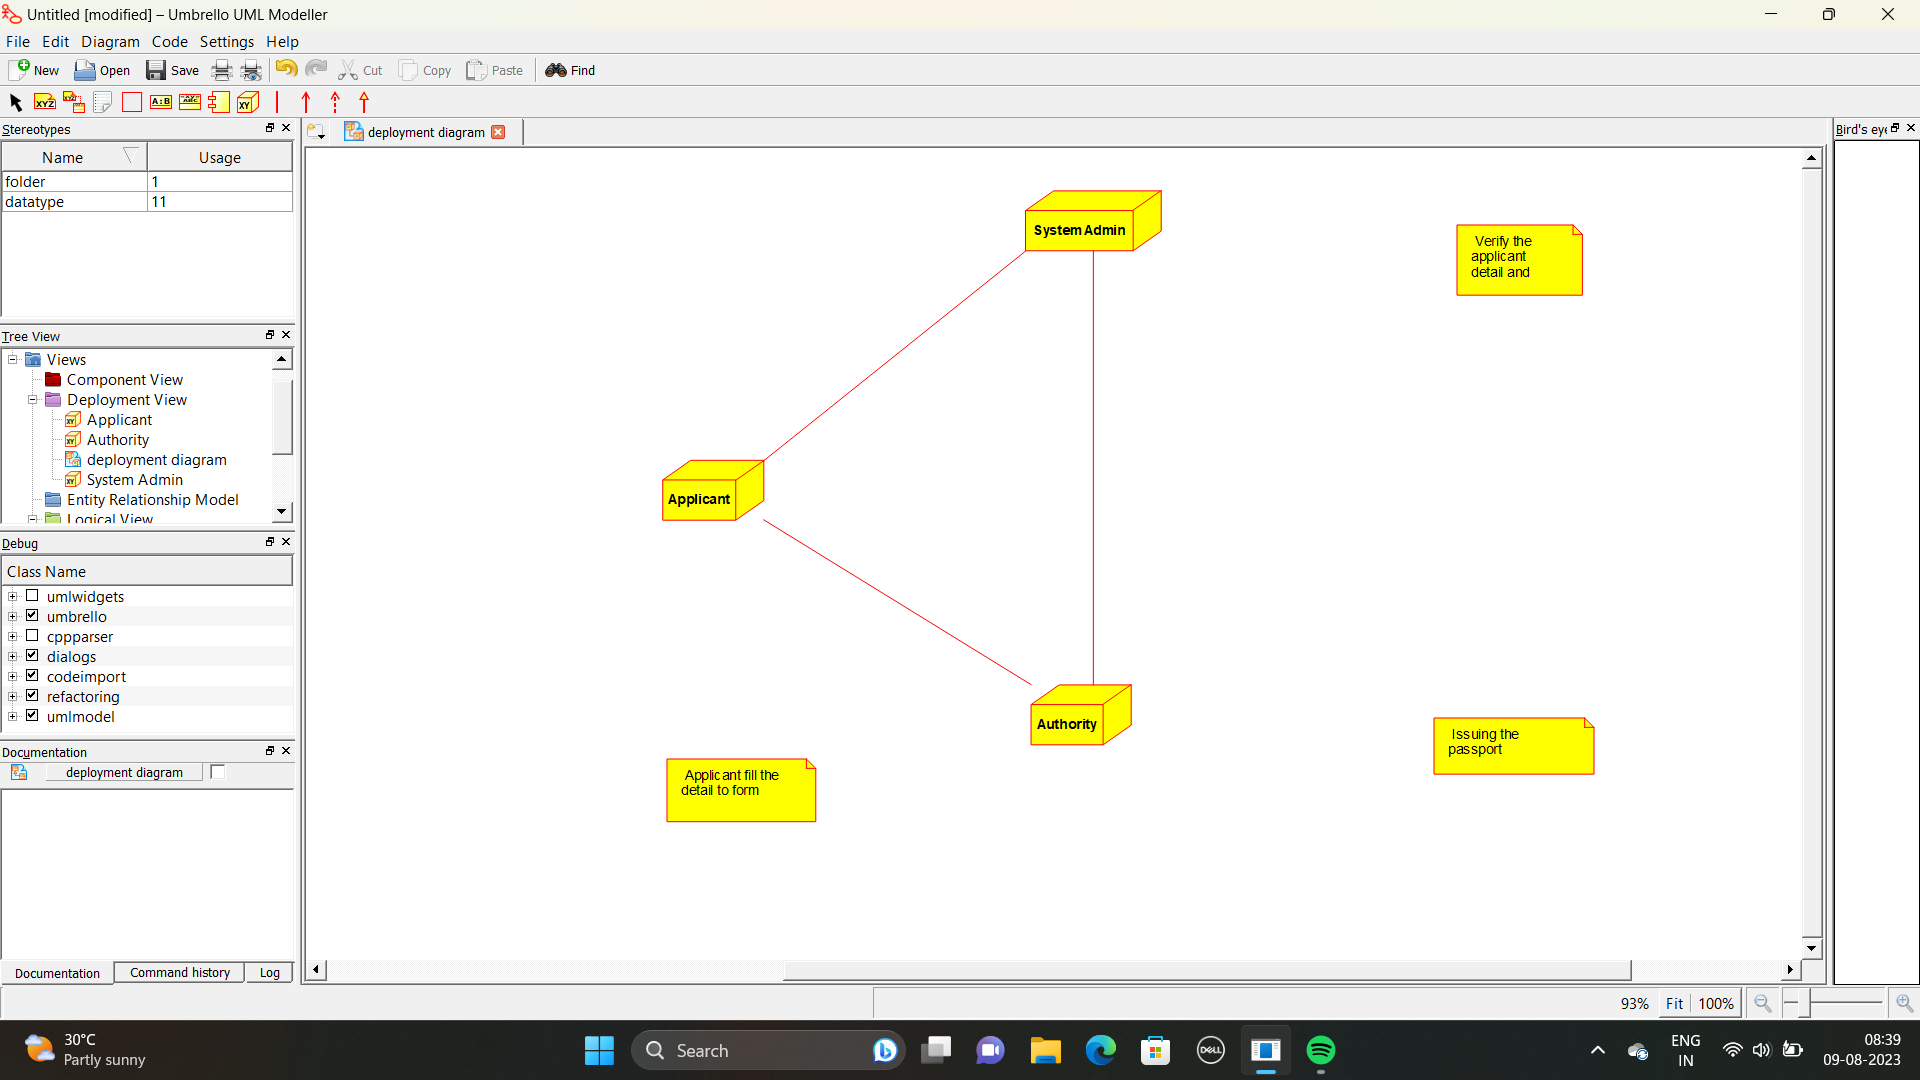 Untitled [modified] – Umbrello UML Modeller
File Edit Diagram Code Settings Help
New Open Save Cut Copy Paste Find
XYZ XYZ A:B ABC XY
Stereotypes
Name Usage
folder 1
datatype 11
Tree View
Views
Component View
Deployment View
Applicant
Authority
deployment diagram
System Admin
Entity Relationship Model
Logical View
Debug
Class Name
umlwidgets
umbrello
cppparser
dialogs
codeimport
refactoring
umlmodel
Documentation
deployment diagram
Documentation Command history Log
deployment diagram
System Admin
Verify the
applicant
detail and
Applicant
Authority
Applicant fill the
detail to form
Issuing the
passport
Bird's eye
93% Fit 100%
30°C
Partly sunny
Search
DELL
ENG
IN
08:39
09-08-2023